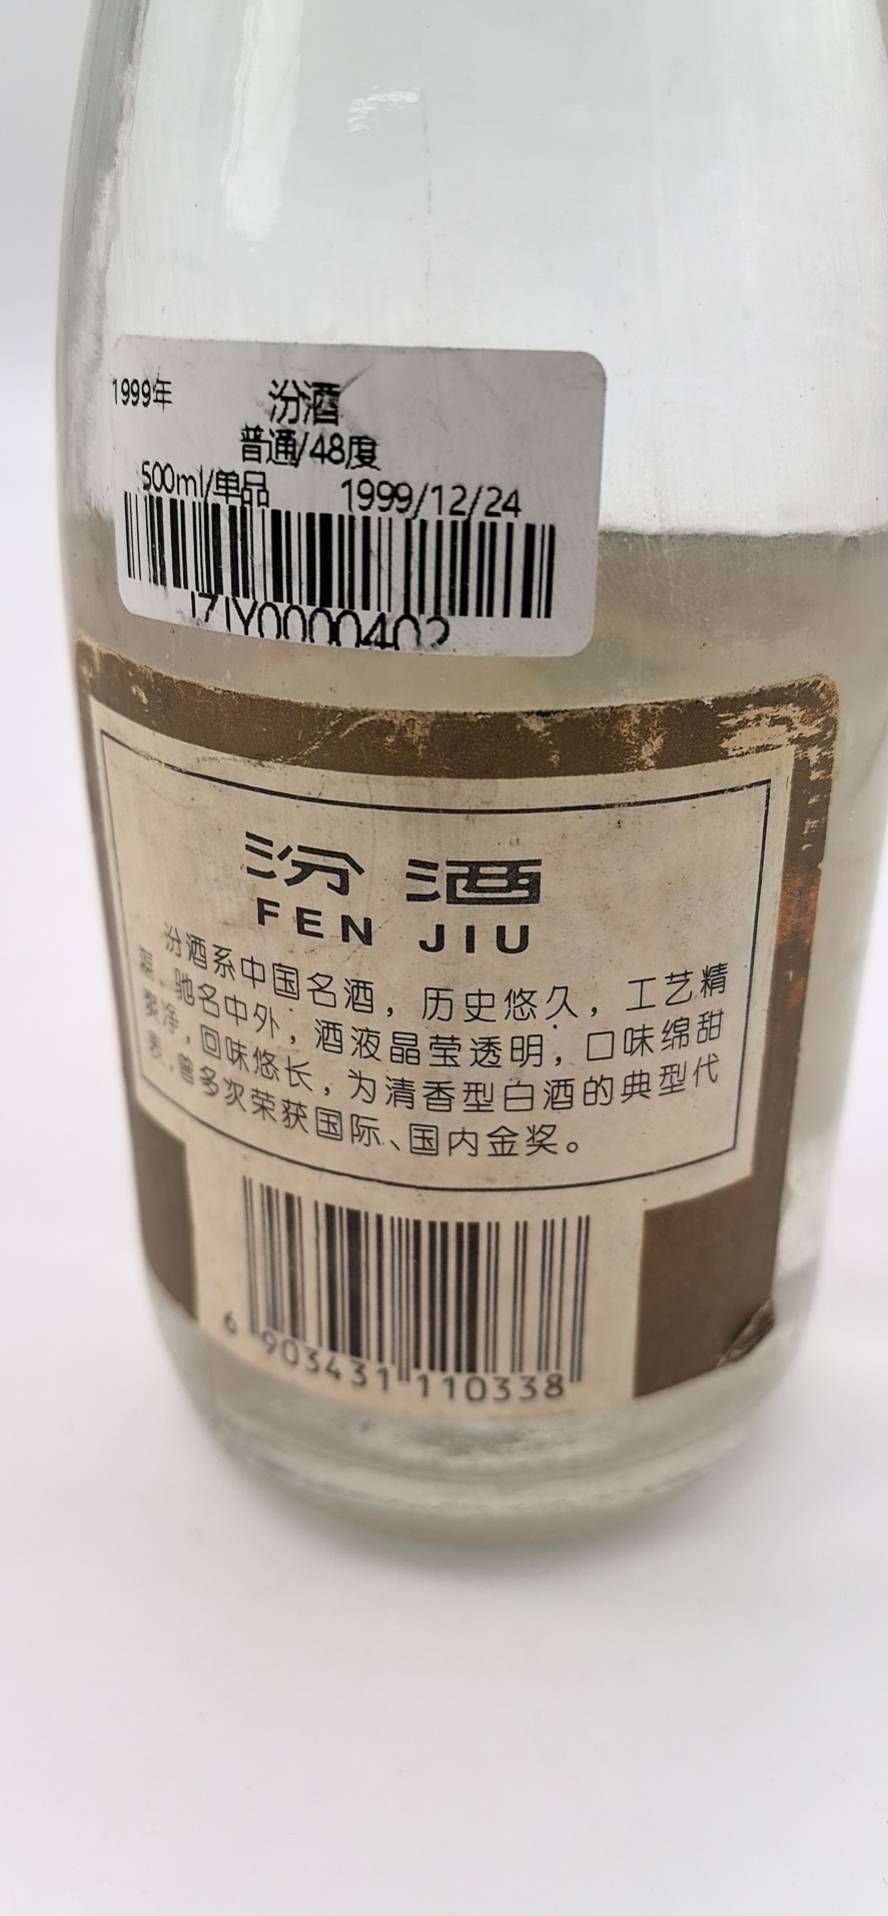 1999年 汾酒
普通/48度
500ml/单品 1999/12/24
JZJY0000402
汾酒
FEN JIU
汾酒系中国名酒，历史悠久，工艺精
湛，驰名中外，酒液晶莹透明，口味绵甜
爽净，回味悠长，为清香型白酒的典型代
表，曾多次荣获国际、国内金奖。
6 903431 110338